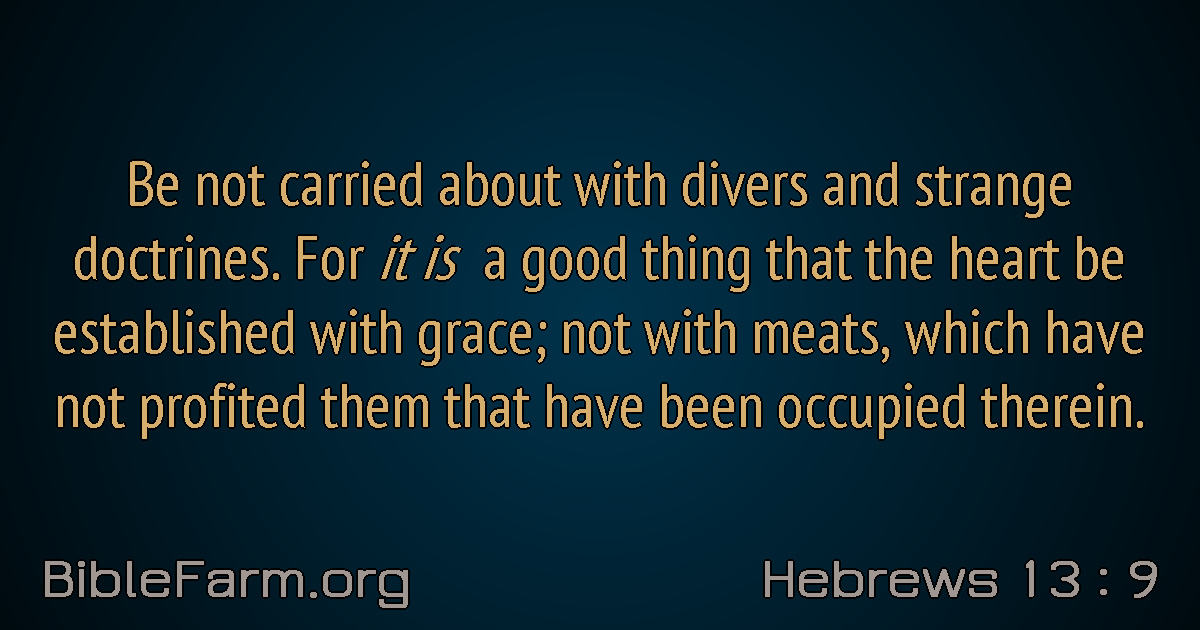 Be not carried about with divers and strange
doctrines. For it is a good thing that the heart be
established with grace; not with meats, which have
not profited them that have been occupied therein.
BibleFarm.org
Hebrews 13 : 9